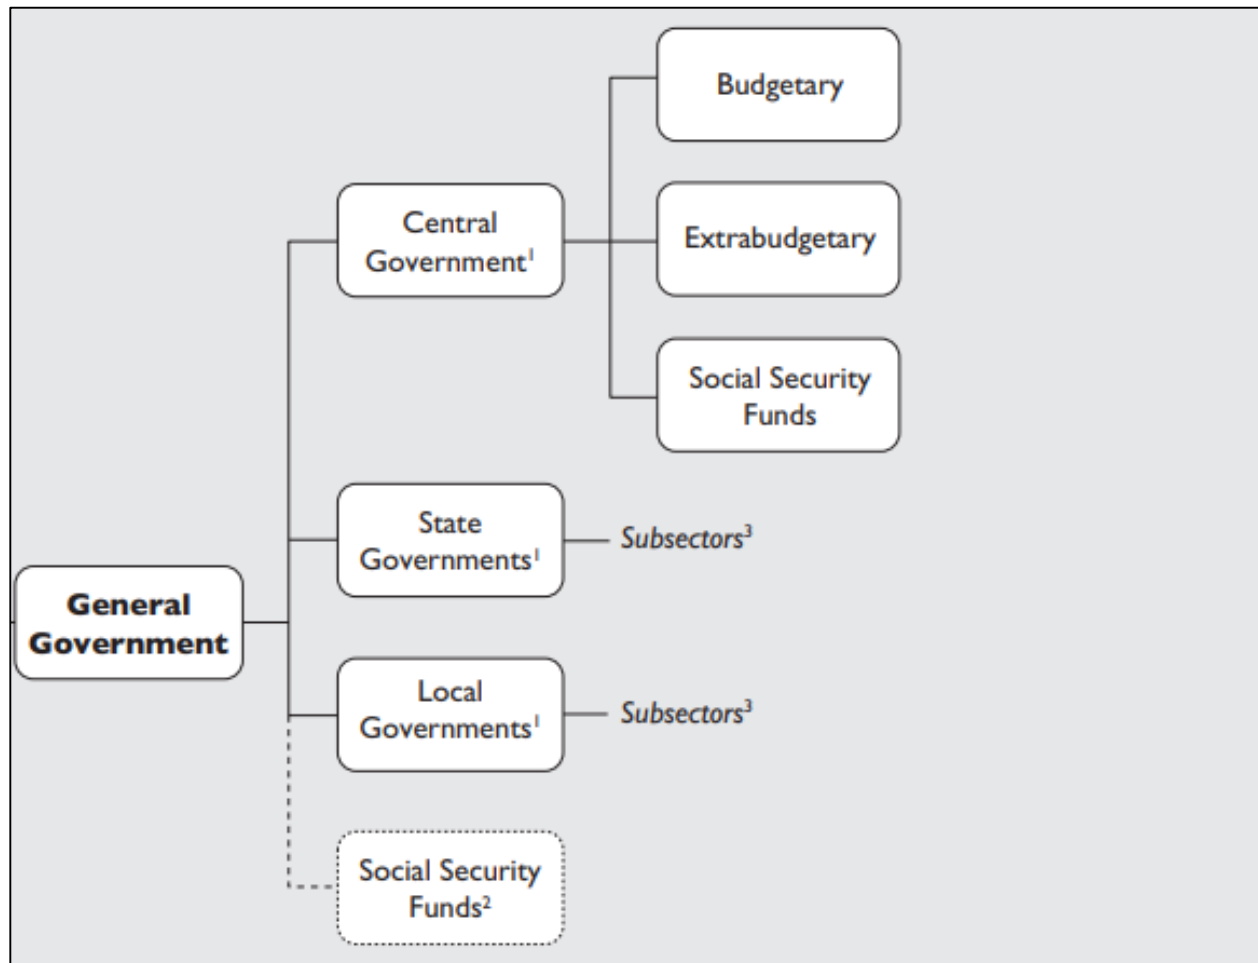 Budgetary
Central
Government¹
Extrabudgetary
Social Security
Funds
State
Governments¹
Subsectors³
General
Government
Local
Governments¹
Subsectors³
Social Security
Funds²